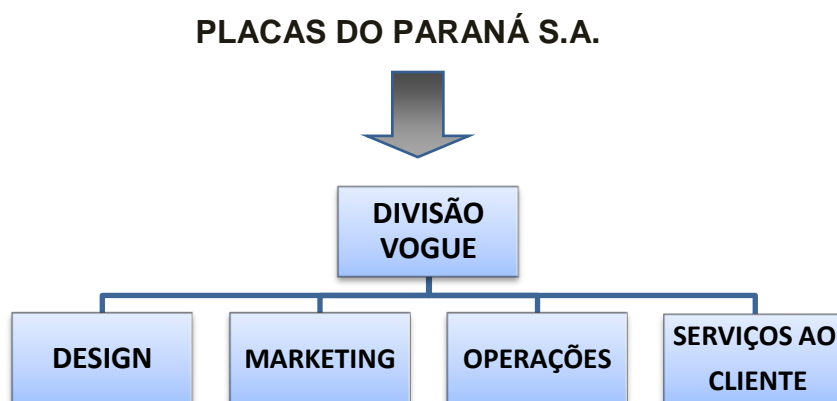 PLACAS DO PARANÁ S.A.
DIVISÃO
VOGUE
DESIGN
MARKETING
OPERAÇÕES
SERVIÇOS AO
CLIENTE